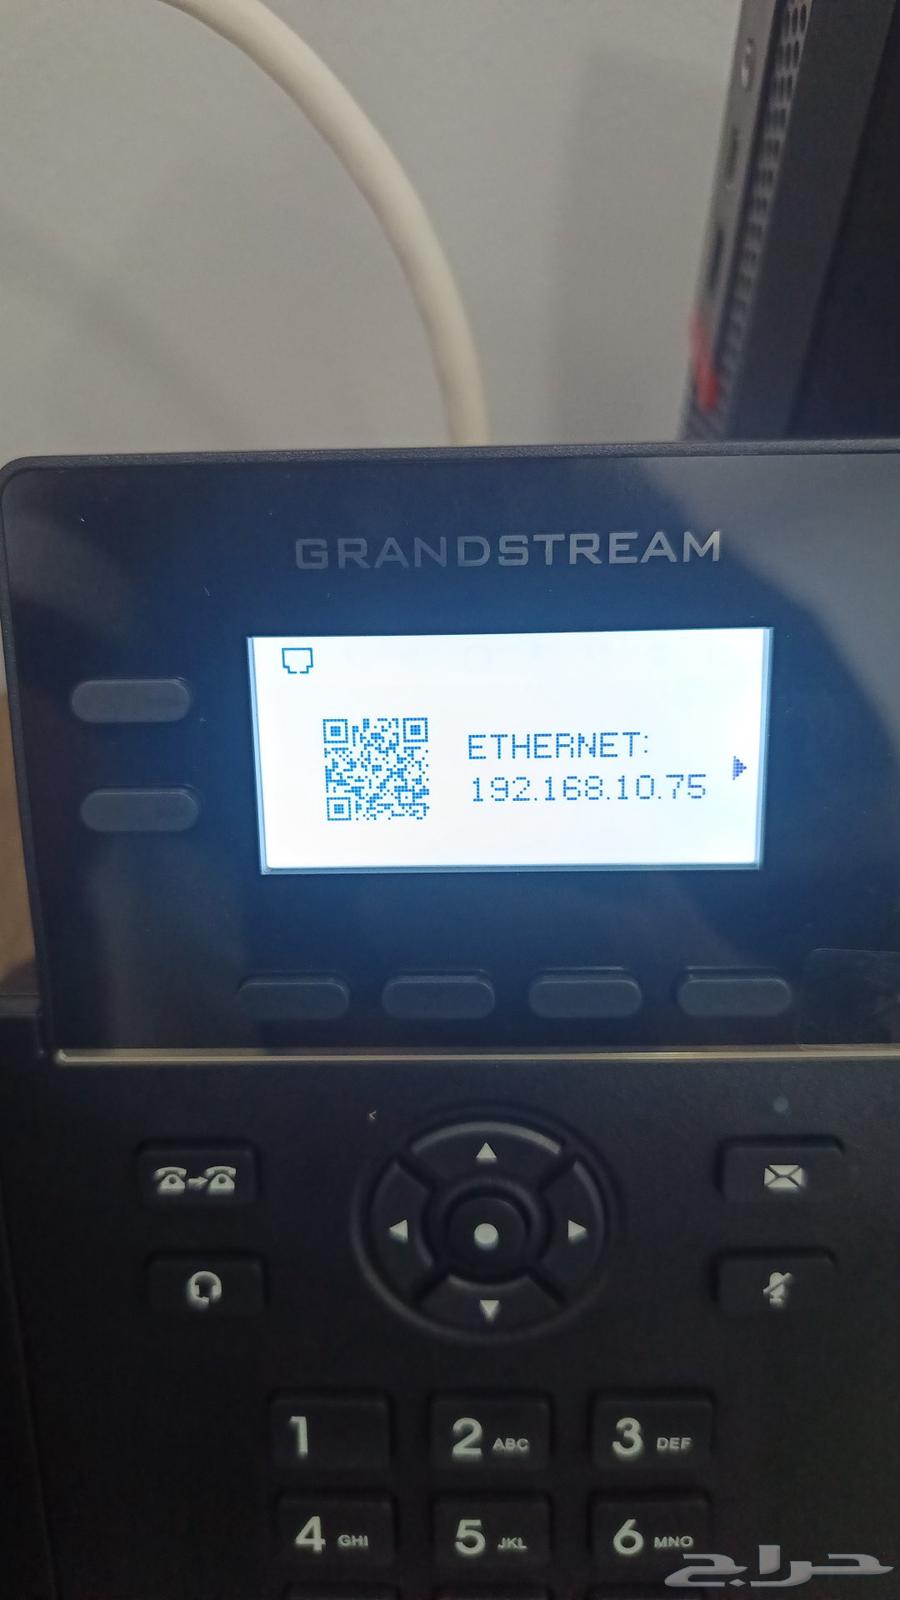 GRANDSTREAM
ETHERNET:
192.168.10.75
1
2 ABC
3 DEF
4 GHI
5 JKL
6 MNO
حراج